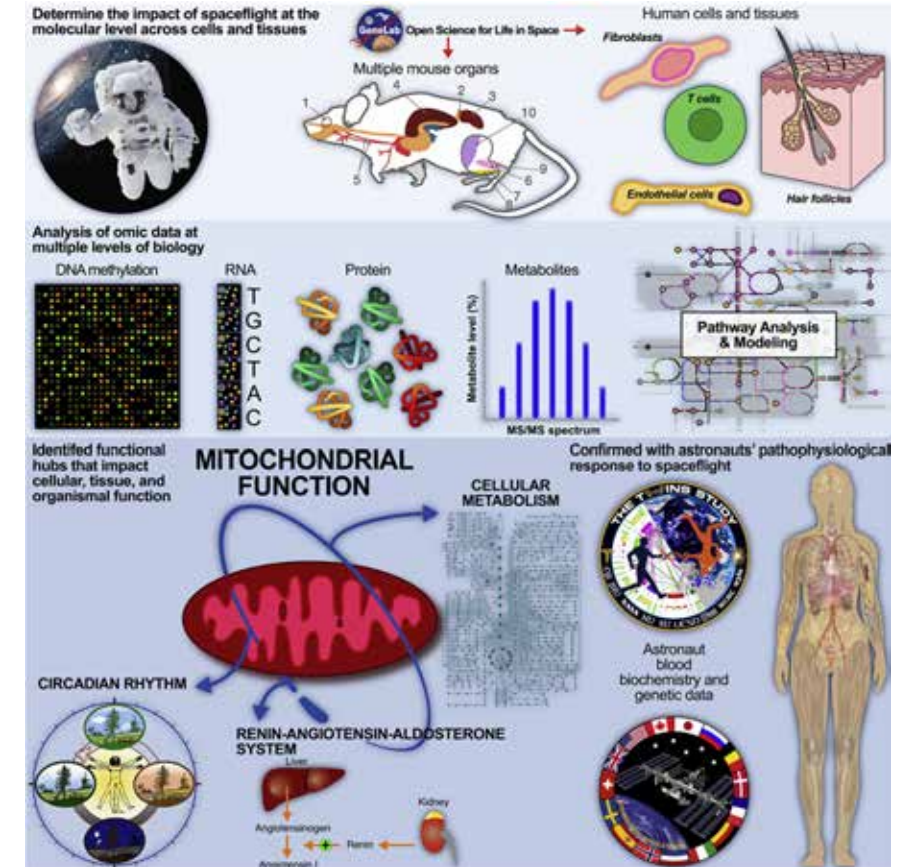 Determine the impact of spaceflight at the
molecular level across cells and tissues
GeneLab
Open Science for Life in Space
Multiple mouse organs
1
4
2
3
10
5
9
6
7
8
Human cells and tissues
Fibroblasts
T cells
Endothelial cells
Hair follicles
Analysis of omic data at
multiple levels of biology
DNA methylation
RNA
T
G
C
T
A
C
Protein
Metabolites
Metabolite level (%)
MS/MS spectrum
Pathway Analysis
& Modeling
Identifed functional
hubs that impact
cellular, tissue, and
organismal function
MITOCHONDRIAL
FUNCTION
CELLULAR
METABOLISM
CIRCADIAN RHYTHM
RENIN-ANGIOTENSIN-ALDOSTERONE
SYSTEM
Liver
Angiotensinogen
Renin
Kidney
Angiotensin I
Confirmed with astronauts' pathophysiological
response to spaceflight
THE TWINS STUDY
Astronaut
blood
biochemistry and
genetic data